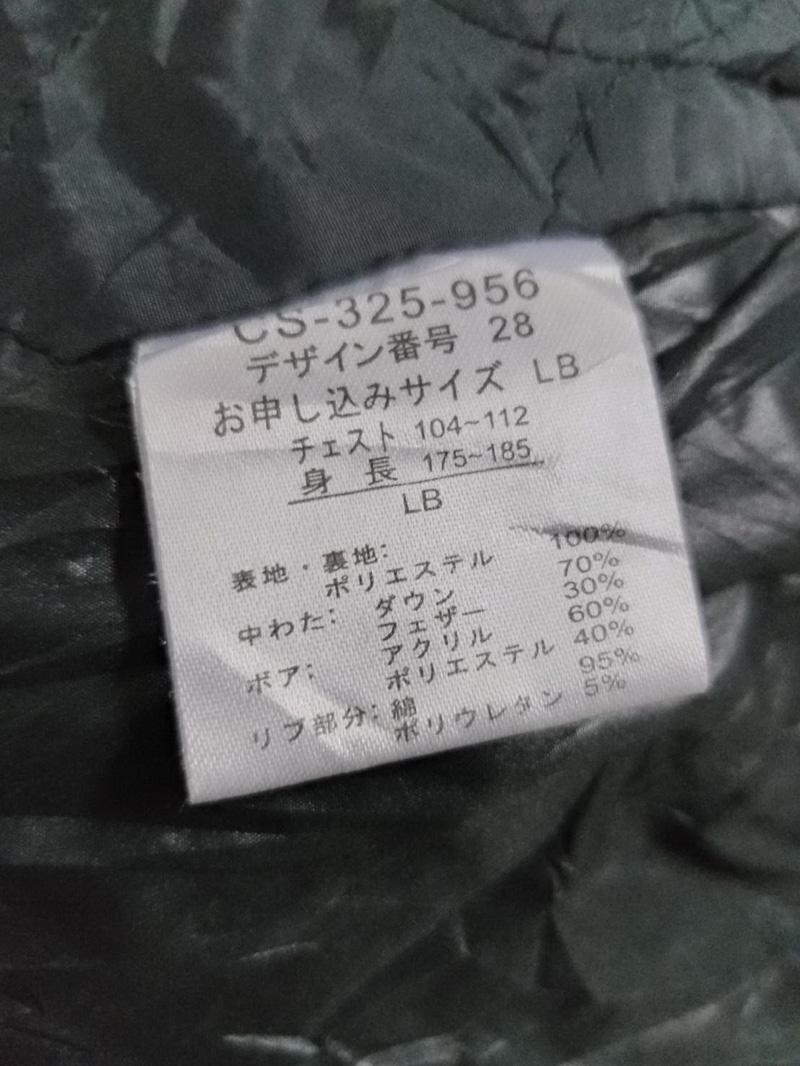 CS-325-956
デザイン番号 28
お申し込みサイズ LB
チェスト 104~112
身 長 175~185
LB
表地・裏地:
ポリエステル 100%
中わた: ダウン 70%
フェザー 30%
ボア: アクリル 60%
ポリエステル 40%
リブ部分: 綿 95%
ポリウレタン 5%